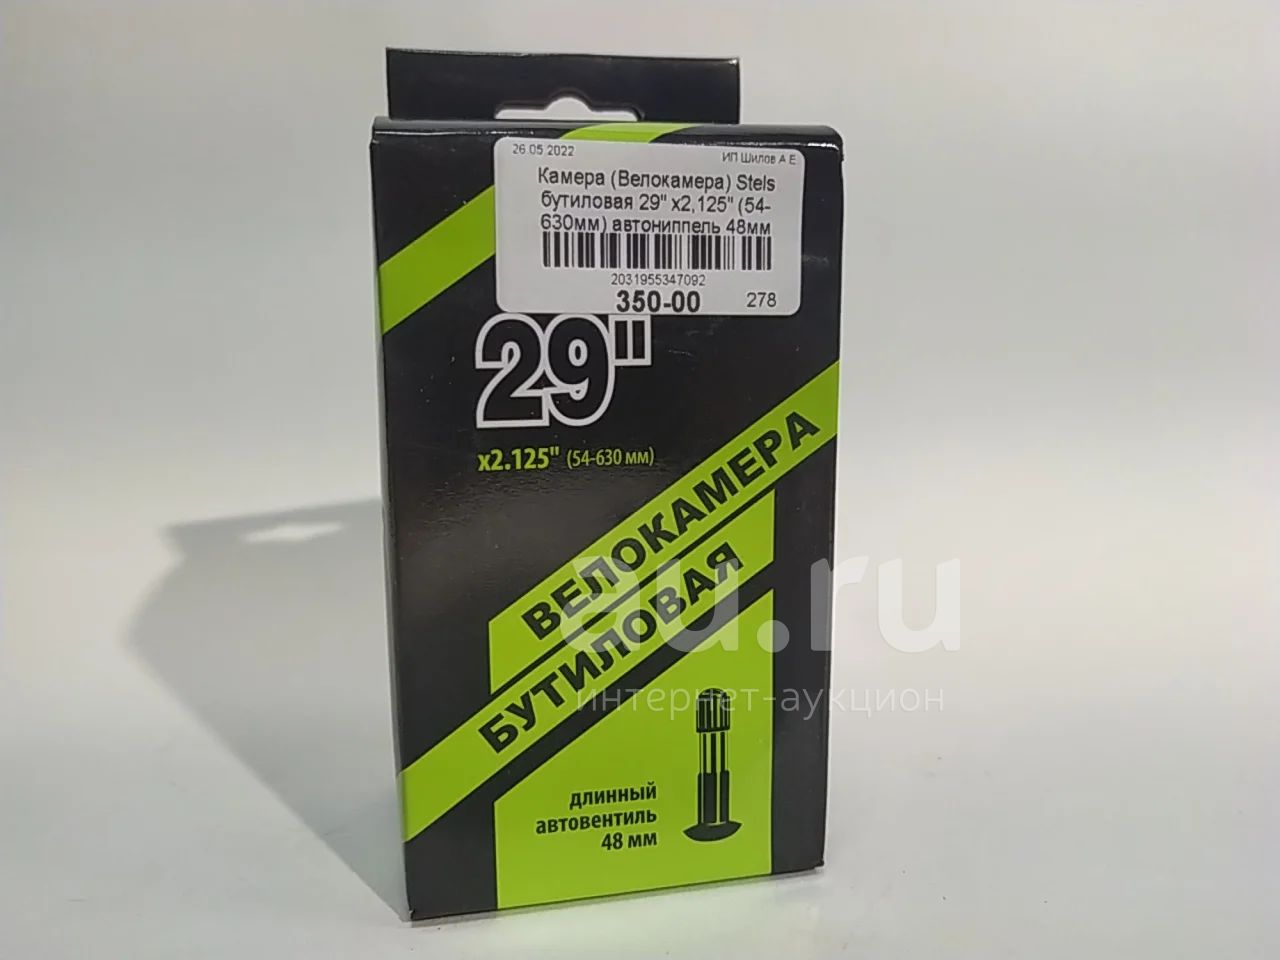 26.05.2022 ИП Шилов А Е
Камера (Велокамера) Stels
бутиловая 29" х2,125" (54-
630мм) автониппель 48мм
2031955347092
350-00 278
29"
x2.125" (54-630 мм)
ВЕЛОКАМЕРА
БУТИЛОВАЯ
au.ru
интернет-аукцион
длинный
автовентиль
48 мм